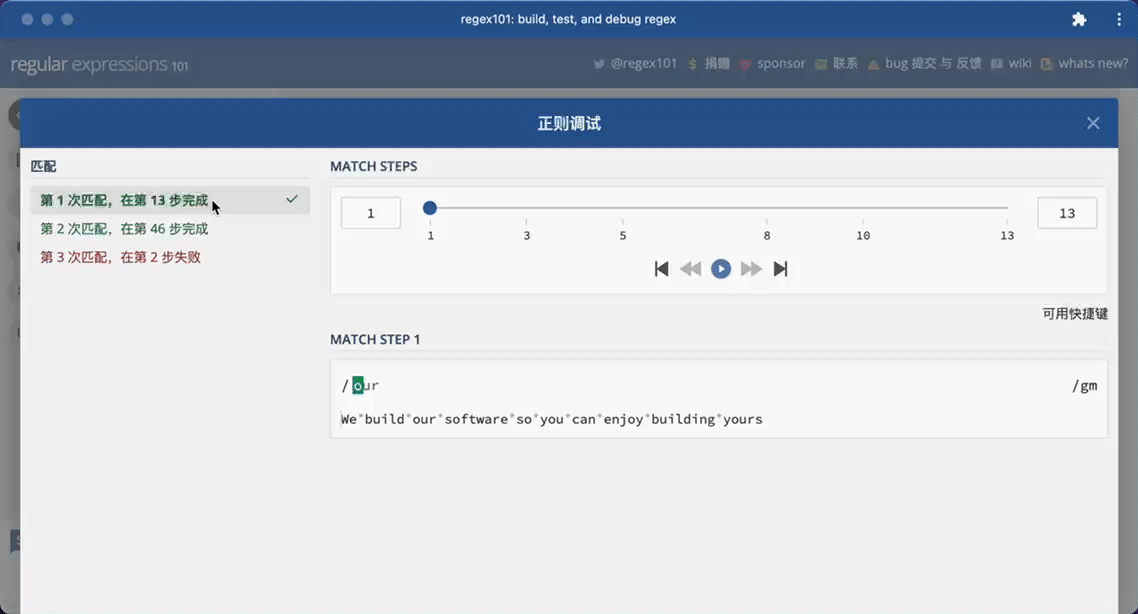 regex101: build, test, and debug regex
regular expressions 101
@regex101 $ 捐赠 sponsor 联系 bug 提交 与 反馈 wiki whats new?
正则调试
匹配
第 1 次匹配，在第 13 步完成
第 2 次匹配，在第 46 步完成
第 3 次匹配，在第 2 步失败
MATCH STEPS
1
13
1 3 5 8 10 13
可用快捷键
MATCH STEP 1
/our /gm
We*build*our*software*so*you*can*enjoy*building*yours